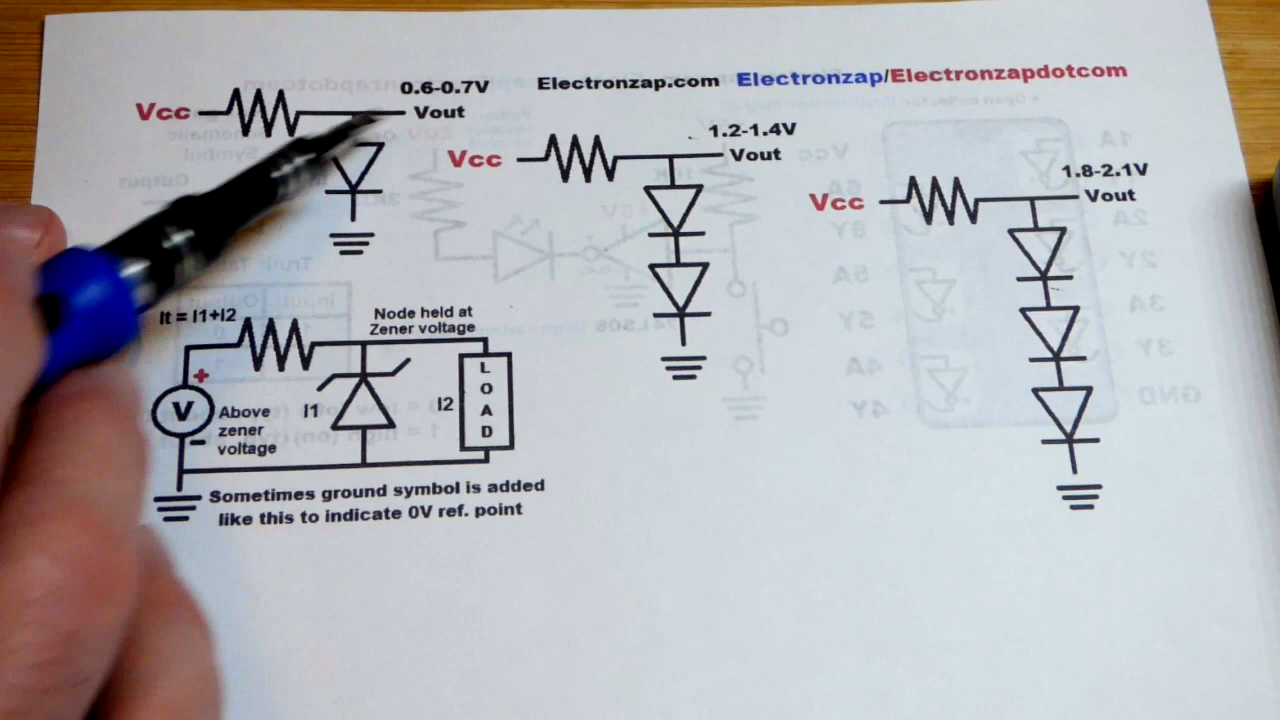 Electronzap.com Electronzap/Electronzapdotcom
0.6-0.7V
Vcc
Vout
1.2-1.4V
Vcc
Vout
1.8-2.1V
Vcc
Vout
It = I1+I2
Node held at
Zener voltage
+
V
-
Above
zener
voltage
I1
I2
LOAD
Sometimes ground symbol is added
like this to indicate 0V ref. point